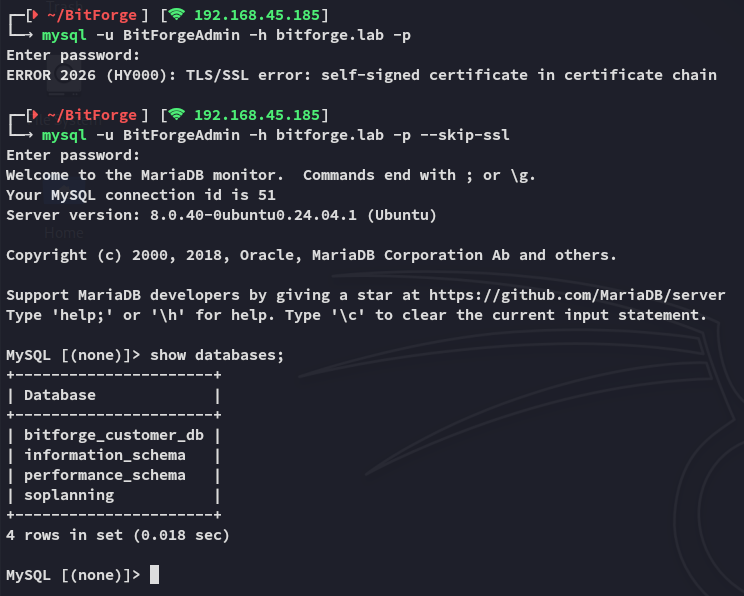 ┌─[ ~/BitForge ] [ 192.168.45.185]
└─→ mysql -u BitForgeAdmin -h bitforge.lab -p
Enter password:
ERROR 2026 (HY000): TLS/SSL error: self-signed certificate in certificate chain
┌─[ ~/BitForge ] [ 192.168.45.185]
└─→ mysql -u BitForgeAdmin -h bitforge.lab -p --skip-ssl
Enter password:
Welcome to the MariaDB monitor.  Commands end with ; or \g.
Your MySQL connection id is 51
Server version: 8.0.40-0ubuntu0.24.04.1 (Ubuntu)
Home
Copyright (c) 2000, 2018, Oracle, MariaDB Corporation Ab and others.
Support MariaDB developers by giving a star at https://github.com/MariaDB/server
Type 'help;' or '\h' for help. Type '\c' to clear the current input statement.
MySQL [(none)]> show databases;
+----------------------+
| Database             |
+----------------------+
| bitforge_customer_db |
| information_schema   |
| performance_schema   |
| soplanning           |
+----------------------+
4 rows in set (0.018 sec)
MySQL [(none)]>